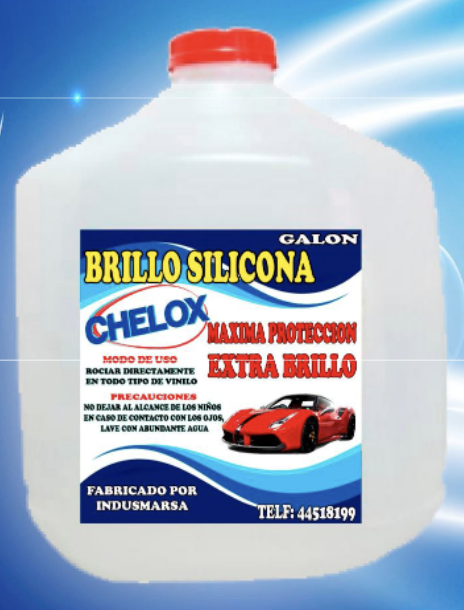 GALON
BRILLO SILICONA
CHELOX
MAXIMA PROTECCION
EXTRA BRILLO
MODO DE USO
ROCIAR DIRECTAMENTE
EN TODO TIPO DE VINILO
PRECAUCIONES
NO DEJAR AL ALCANCE DE LOS NIÑOS
EN CASO DE CONTACTO CON LOS OJOS,
LAVE CON ABUNDANTE AGUA
FABRICADO POR
INDUSMARSA
TELF: 44518199